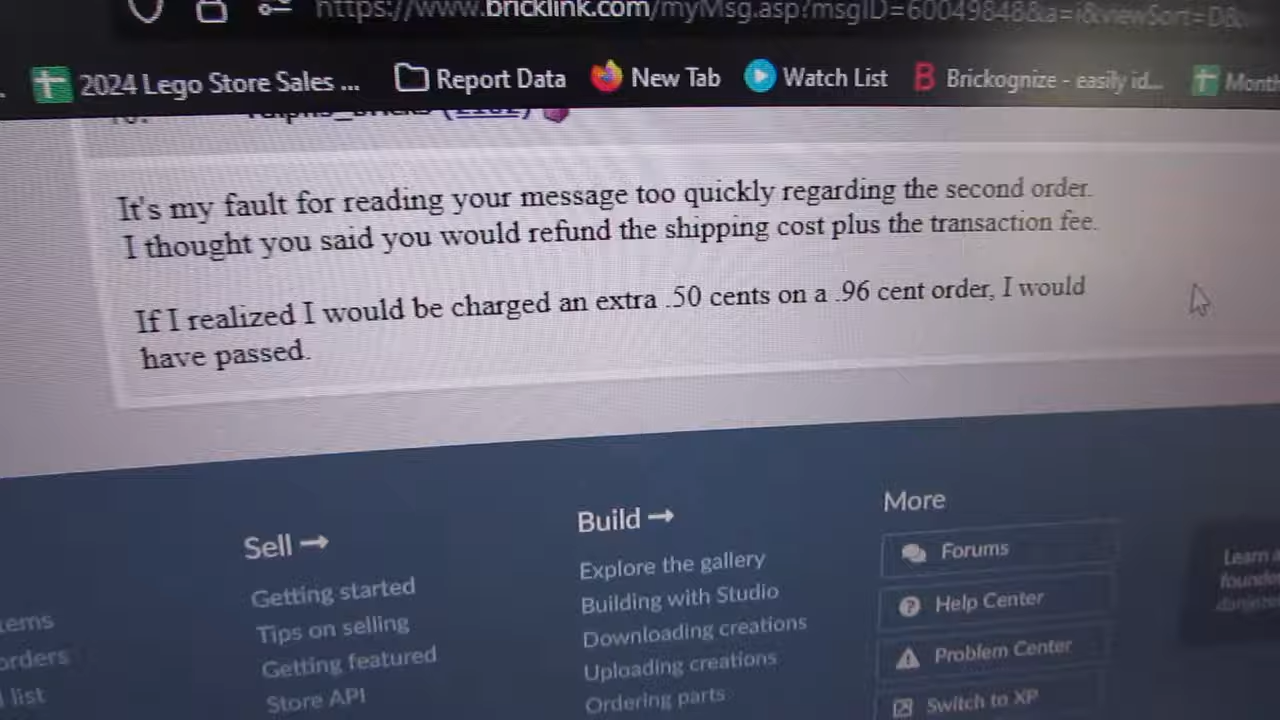 https://www.bricklink.com/myMsg.asp?msgID=60049848&a=i&viewSort=D&
2024 Lego Store Sales ... Report Data New Tab Watch List Brickognize - easily id... Month
It's my fault for reading your message too quickly regarding the second order.
I thought you said you would refund the shipping cost plus the transaction fee.
If I realized I would be charged an extra .50 cents on a .96 cent order, I would
have passed.
Sell →
Getting started
Tips on selling
Getting featured
Store API
Build →
Explore the gallery
Building with Studio
Downloading creations
Uploading creations
Ordering parts
More
Forums
Help Center
Problem Center
Switch to XP
Learn
orders
list